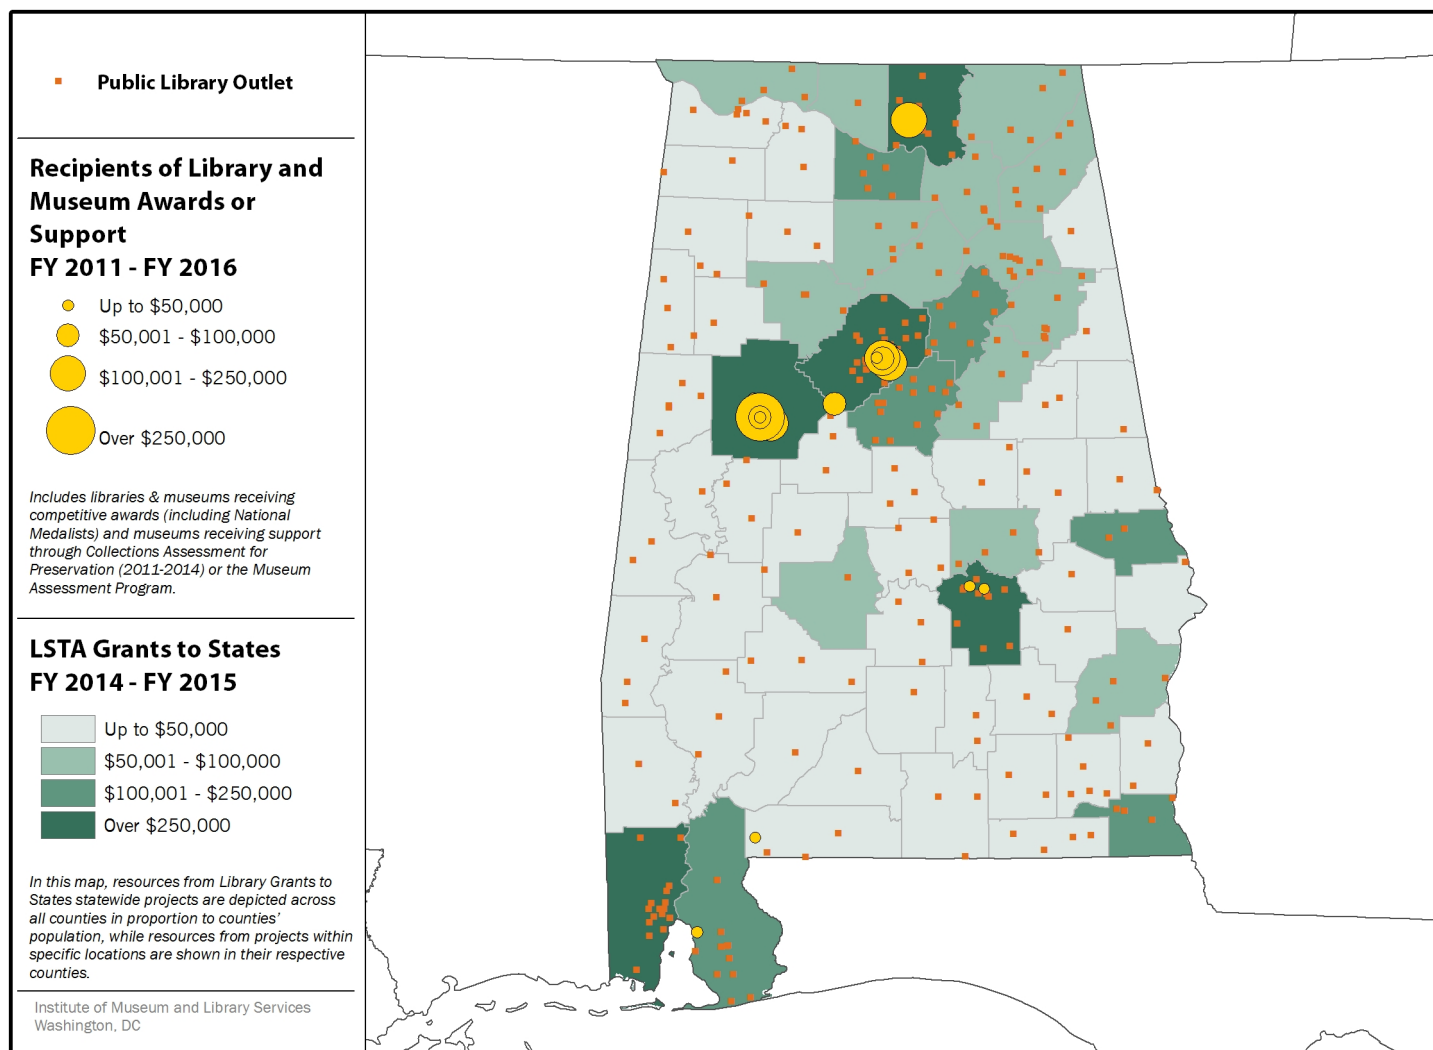 Public Library Outlet
Recipients of Library and
Museum Awards or
Support
FY 2011 - FY 2016
Up to $50,000
$50,001 - $100,000
$100,001 - $250,000
Over $250,000
Includes libraries & museums receiving
competitive awards (including National
Medalists) and museums receiving support
through Collections Assessment for
Preservation (2011-2014) or the Museum
Assessment Program.
LSTA Grants to States
FY 2014 - FY 2015
Up to $50,000
$50,001 - $100,000
$100,001 - $250,000
Over $250,000
In this map, resources from Library Grants to
States statewide projects are depicted across
all counties in proportion to counties'
population, while resources from projects within
specific locations are shown in their respective
counties.
Institute of Museum and Library Services
Washington, DC